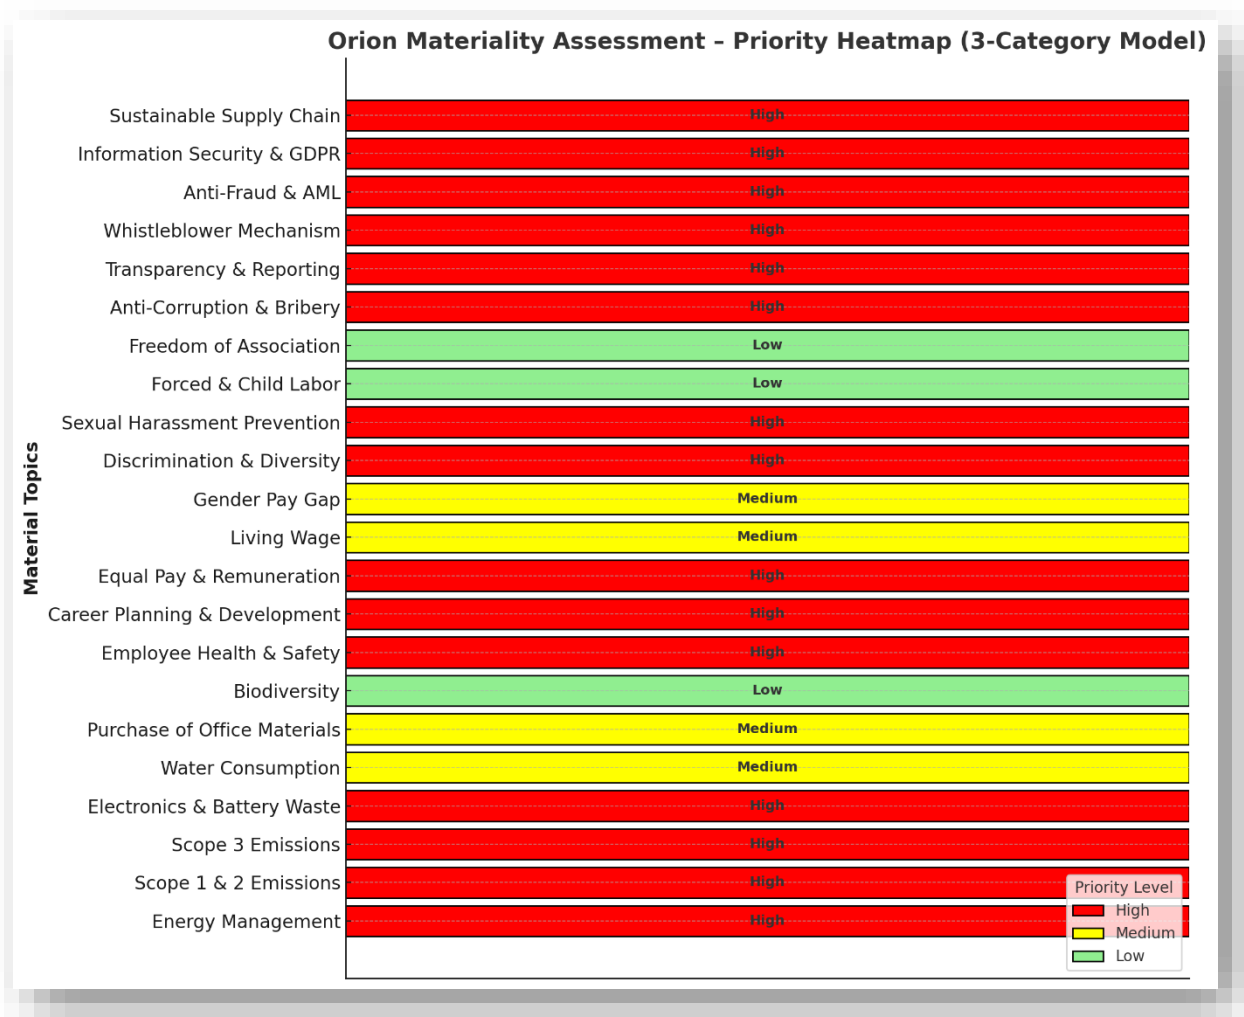 Orion Materiality Assessment – Priority Heatmap (3-Category Model)
Material Topics
Sustainable Supply Chain High
Information Security & GDPR High
Anti-Fraud & AML High
Whistleblower Mechanism High
Transparency & Reporting High
Anti-Corruption & Bribery High
Freedom of Association Low
Forced & Child Labor Low
Sexual Harassment Prevention High
Discrimination & Diversity High
Gender Pay Gap Medium
Living Wage Medium
Equal Pay & Remuneration High
Career Planning & Development High
Employee Health & Safety High
Biodiversity Low
Purchase of Office Materials Medium
Water Consumption Medium
Electronics & Battery Waste High
Scope 3 Emissions High
Scope 1 & 2 Emissions High
Energy Management High
Priority Level
High
Medium
Low